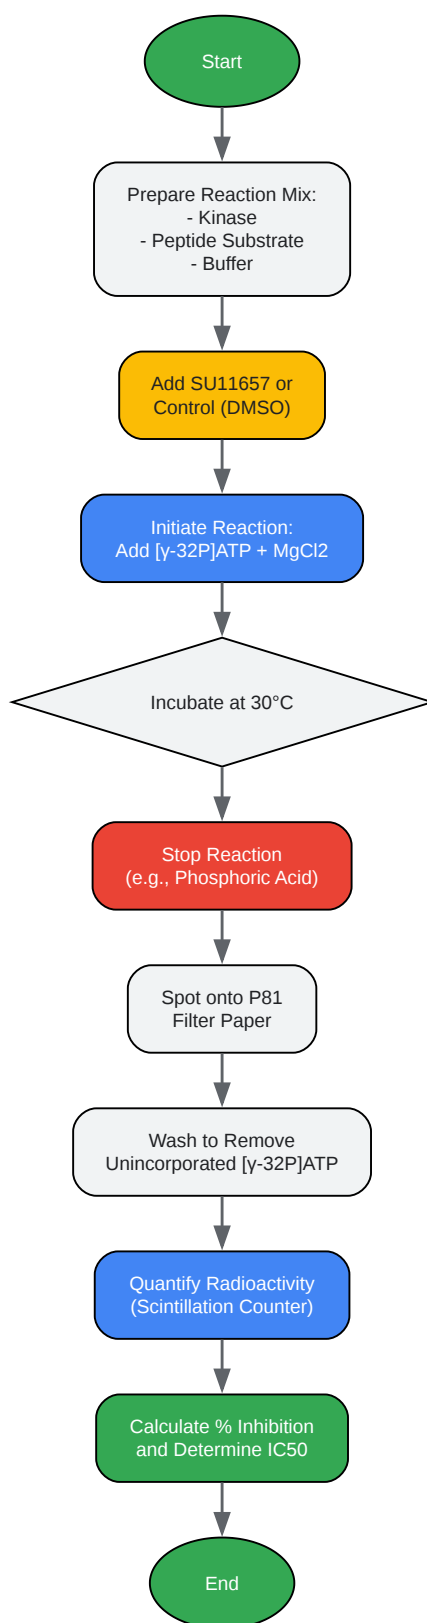 Start
Prepare Reaction Mix:
- Kinase
- Peptide Substrate
- Buffer
Add SU11657 or
Control (DMSO)
Initiate Reaction:
Add [γ-32P]ATP + MgCl2
Incubate at 30°C
Stop Reaction
(e.g., Phosphoric Acid)
Spot onto P81
Filter Paper
Wash to Remove
Unincorporated [γ-32P]ATP
Quantify Radioactivity
(Scintillation Counter)
Calculate % Inhibition
and Determine IC50
End